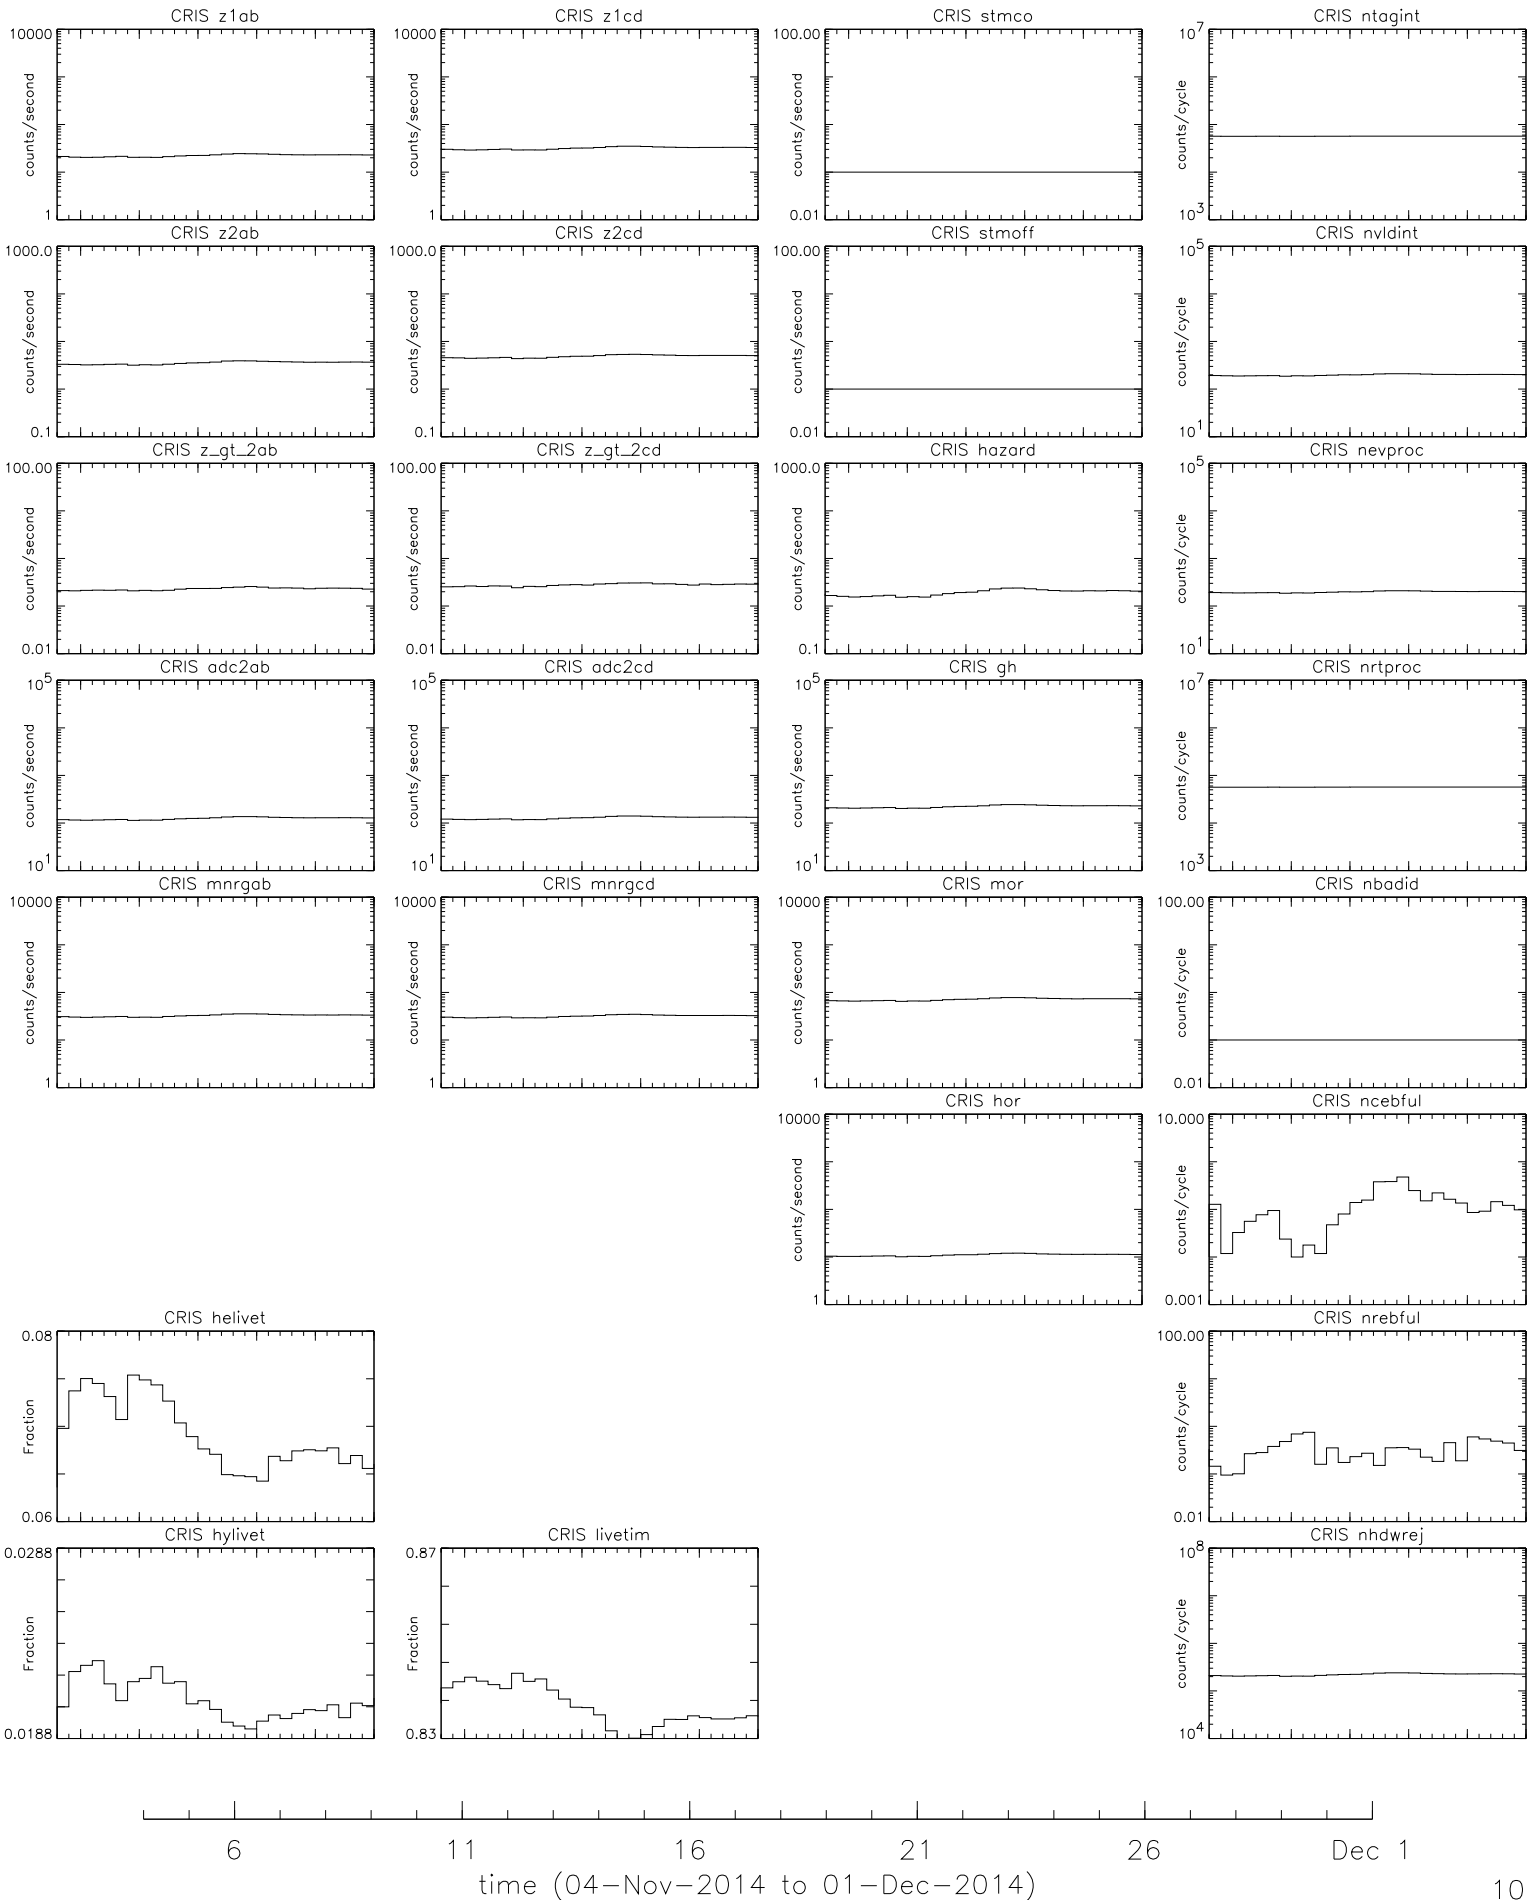 CRIS z1ab
10000
counts/second
1
CRIS z1cd
10000
counts/second
1
CRIS stmco
100.00
counts/second
0.01
CRIS ntagint
10^7
counts/cycle
10^3
CRIS z2ab
1000.0
counts/second
0.1
CRIS z2cd
1000.0
counts/second
0.1
CRIS stmoff
100.00
counts/second
0.01
CRIS nvldint
10^5
counts/cycle
10^1
CRIS z_gt_2ab
100.00
counts/second
0.01
CRIS z_gt_2cd
100.00
counts/second
0.01
CRIS hazard
1000.0
counts/second
0.1
CRIS nevproc
10^5
counts/cycle
10^1
CRIS adc2ab
10^5
counts/second
10^1
CRIS adc2cd
10^5
counts/second
10^1
CRIS gh
10^5
counts/second
10^1
CRIS nrtproc
10^7
counts/cycle
10^3
CRIS mnrgab
10000
counts/second
1
CRIS mnrgcd
10000
counts/second
1
CRIS mor
10000
counts/second
1
CRIS nbadid
100.00
counts/cycle
0.01
CRIS hor
10000
counts/second
1
CRIS ncebful
10.000
counts/cycle
0.001
CRIS helivet
0.08
Fraction
0.06
CRIS nrebful
100.00
counts/cycle
0.01
CRIS hylivet
0.0288
Fraction
0.0188
CRIS livetim
0.87
Fraction
0.83
CRIS nhdwrej
10^8
counts/cycle
10^4
6 11 16 21 26 Dec 1
time (04-Nov-2014 to 01-Dec-2014)
10